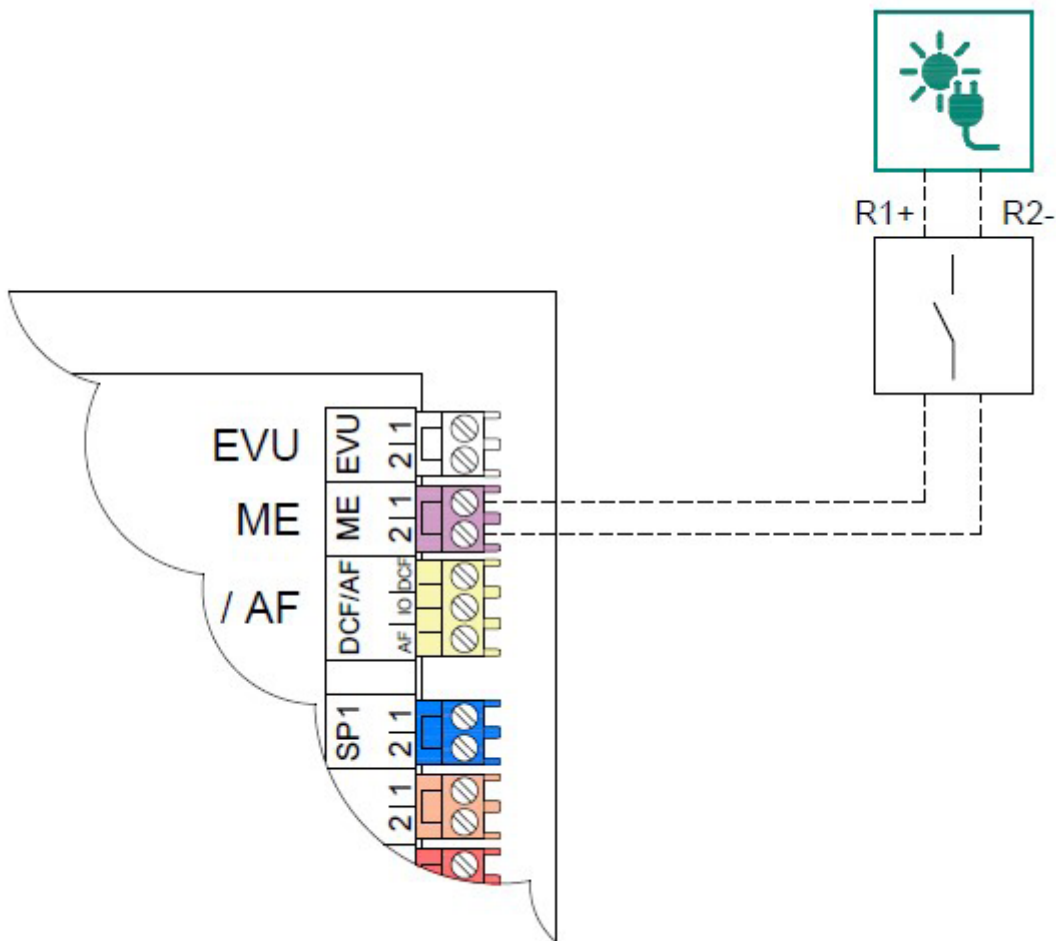 R1+ R2-
EVU EVU 2|1
ME ME 2|1
/ AF DCF/AF AF|IO|DCF
SP1 2|1
2|1